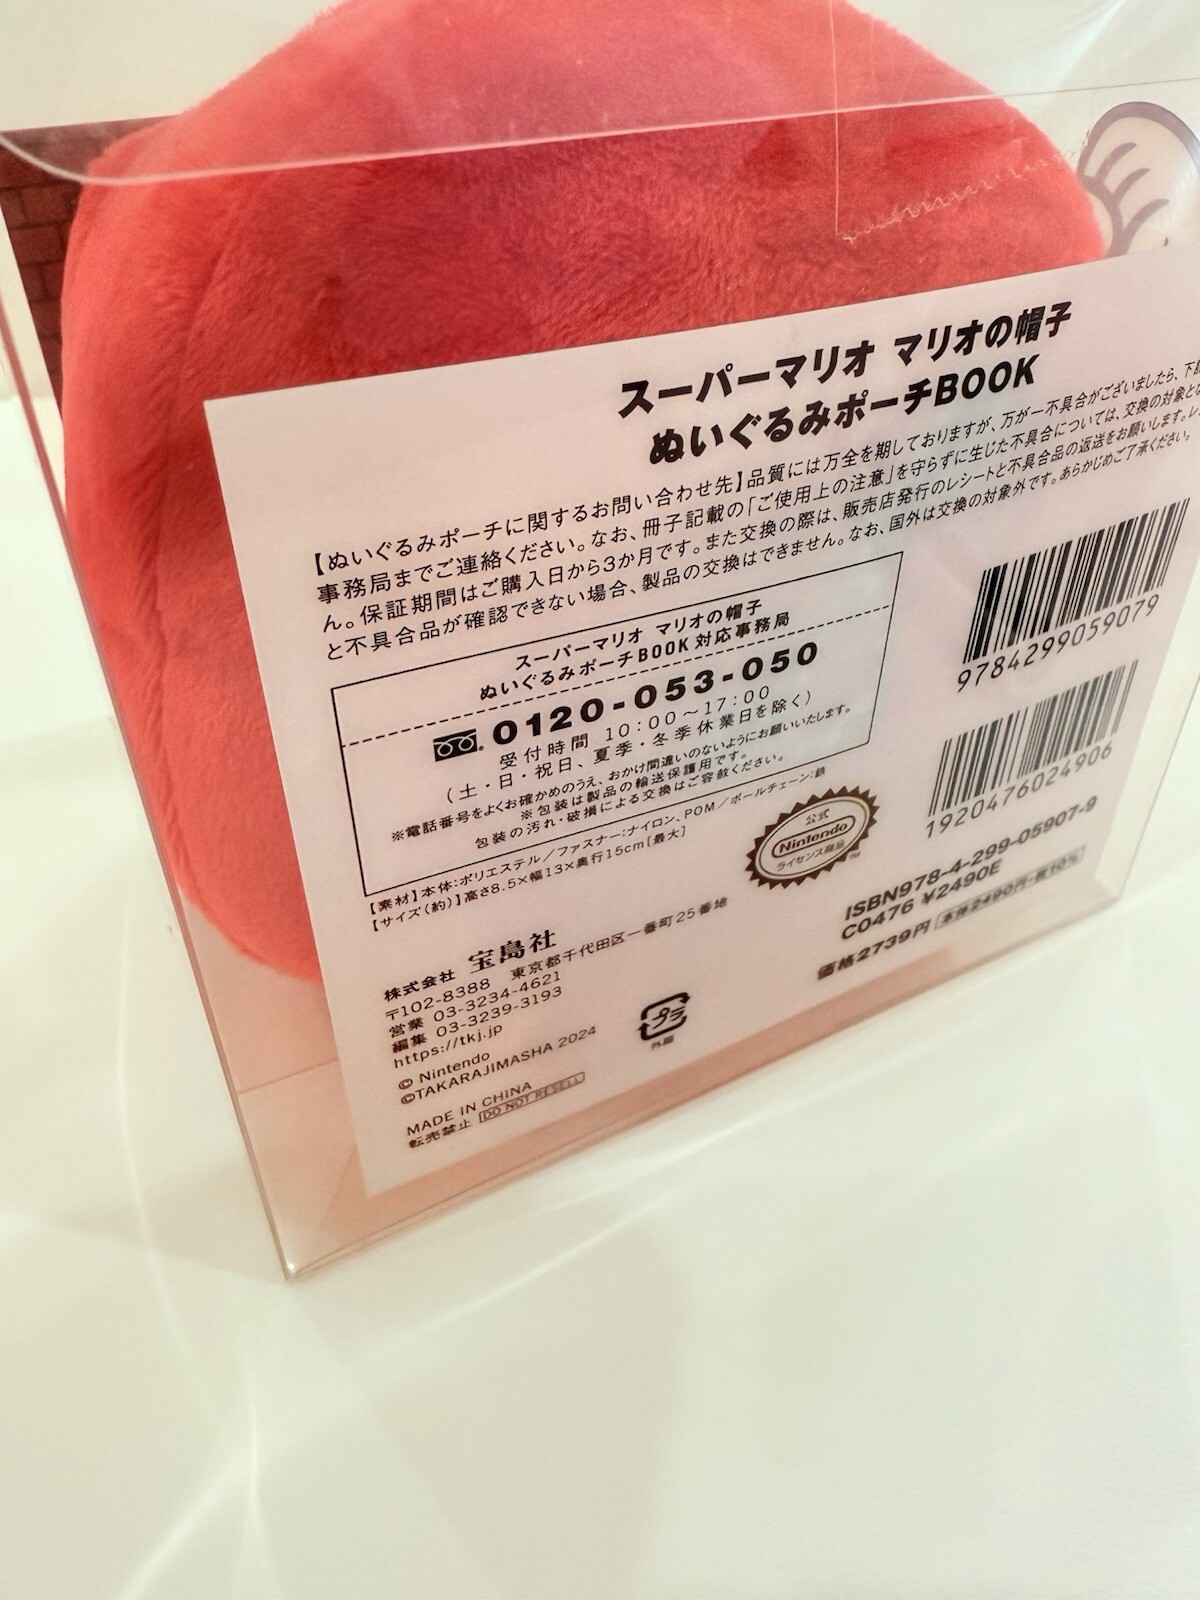 スーパーマリオ マリオの帽子
ぬいぐるみポーチBOOK
【ぬいぐるみポーチに関するお問い合わせ先】品質には万全を期しておりますが、万が一不具合がございましたら、下記
事務局までご連絡ください。なお、冊子記載の「ご使用上の注意」を守らずに生じた不具合については、交換の対象とな
ん。保証期間はご購入日から3か月です。また交換の際は、販売店発行のレシートと不具合品の返送をお願いします。レ
と不具合品が確認できない場合、製品の交換はできません。なお、国外は交換の対象外です。あらかじめご了承ください。
スーパーマリオ マリオの帽子
ぬいぐるみポーチBOOK 対応事務局
0120-053-050
受付時間 10:00～17:00
(土・日・祝日、夏季・冬季休業日を除く)
※電話番号をよくお確かめのうえ、おかけ間違いのないようにお願いいたします。
※包装は製品の輸送保護用です。
包装の汚れ・破損による交換はご容赦ください。
【素材】本体:ポリエステル/ファスナー:ナイロン、POM/ボールチェーン:鉄
【サイズ(約)】高さ8.5×幅13×奥行15cm[最大]
9784299059079
1920476024906
公式
Nintendo
ライセンス商品
TM
ISBN978-4-299-05907-9
C0476 ¥2490E
価格2739円 本体2490円+税10%
株式会社 宝島社
〒102-8388 東京都千代田区一番町25番地
営業 03-3234-4621
編集 03-3239-3193
https://tkj.jp
© Nintendo
©TAKARAJIMASHA 2024
プラ
外箱
MADE IN CHINA
転売禁止 DO NOT RESELL